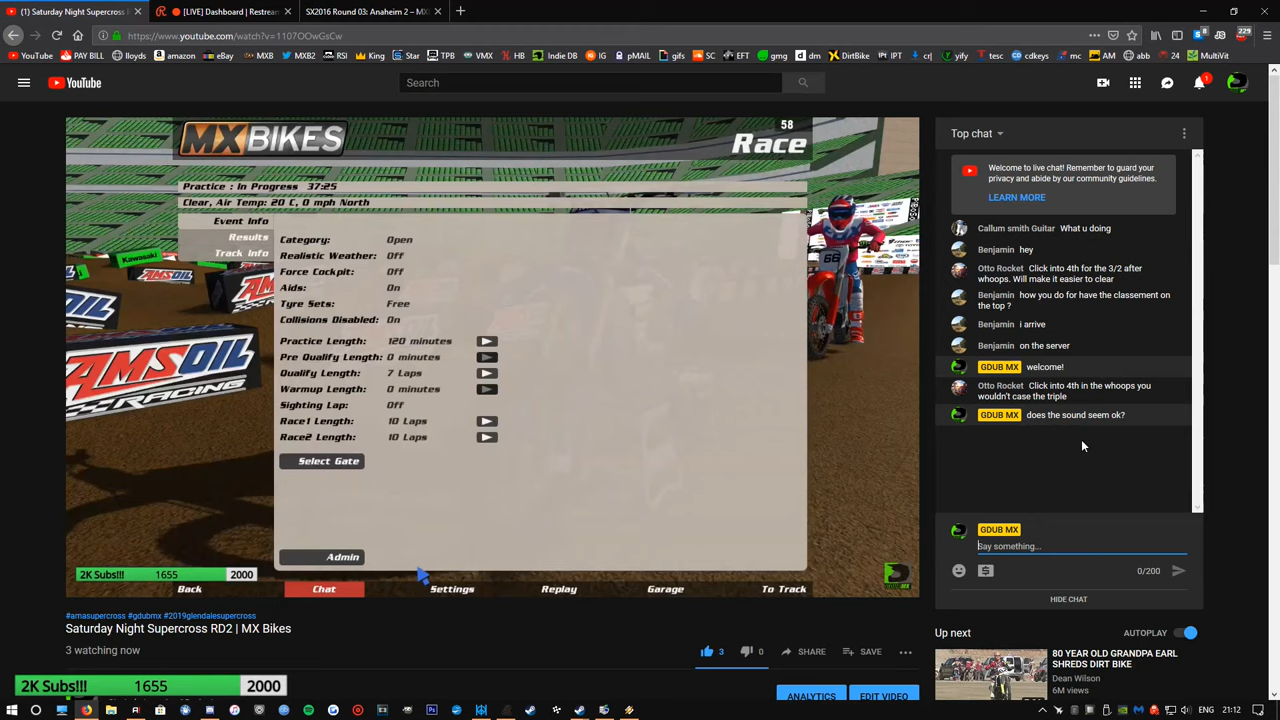 (1) Saturday Night Supercross R
[LIVE] Dashboard | Restream
SX2016 Round 03: Anaheim 2 – MX
https://www.youtube.com/watch?v=1107OOwGsCw
YouTube PAY BILL lloyds amazon eBay MXB MXB2 RSI King Star TPB VMX HB Indie DB IG pMAIL gifs SC EFT gmg dm DirtBike IPT crj yify tesc cdkeys mc AM abb 24 MultiVit
8
229
YouTube
Search
1
MXBIKES
58
Race
Practice : In Progress 37:25
Clear, Air Temp: 20 C, 0 mph North
Event Info
Results
Track Info
Category: Open
Realistic Weather: Off
Force Cockpit: Off
Aids: On
Tyre Sets: Free
Collisions Disabled: On
Practice Length: 120 minutes
Pre Qualify Length: 0 minutes
Qualify Length: 7 Laps
Warmup Length: 0 minutes
Sighting Lap: Off
Race1 Length: 10 Laps
Race2 Length: 10 Laps
Select Gate
Admin
Kawasaki
AMSOIL
AMSOIL
RACING
2K Subs!!! 1655 2000
Back
Chat
Settings
Replay
Garage
To Track
GDUB MX
#amasupercross #gdubmx #2019glendalesupercross
Saturday Night Supercross RD2 | MX Bikes
3 watching now
3
0
SHARE
SAVE
2K Subs!!! 1655 2000
ANALYTICS
EDIT VIDEO
Top chat
Welcome to live chat! Remember to guard your
privacy and abide by our community guidelines.
LEARN MORE
Callum smith Guitar What u doing
Benjamin hey
Otto Rocket Click into 4th for the 3/2 after
whoops. Will make it easier to clear
Benjamin how you do for have the classement on
the top ?
Benjamin i arrive
Benjamin on the server
GDUB MX welcome!
Otto Rocket Click into 4th in the whoops you
wouldn't case the triple
GDUB MX does the sound seem ok?
GDUB MX
Say something...
0/200
HIDE CHAT
Up next
AUTOPLAY
80 YEAR OLD GRANDPA EARL
SHREDS DIRT BIKE
Dean Wilson
6M views
21:12